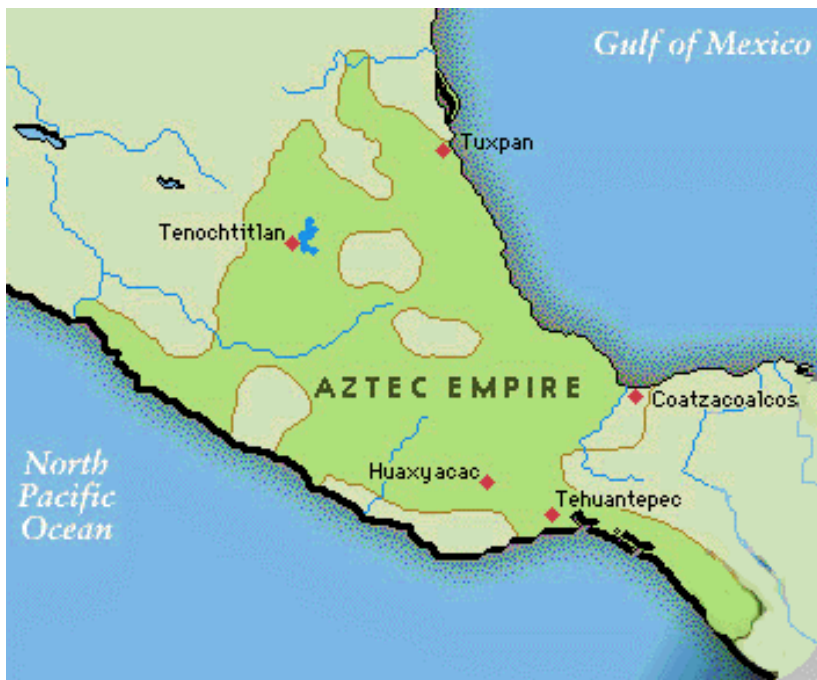 Gulf of Mexico
Tuxpan
Tenochtitlan
AZTEC EMPIRE
Coatzacoalcos
Huaxyacac
Tehuantepec
North
Pacific
Ocean